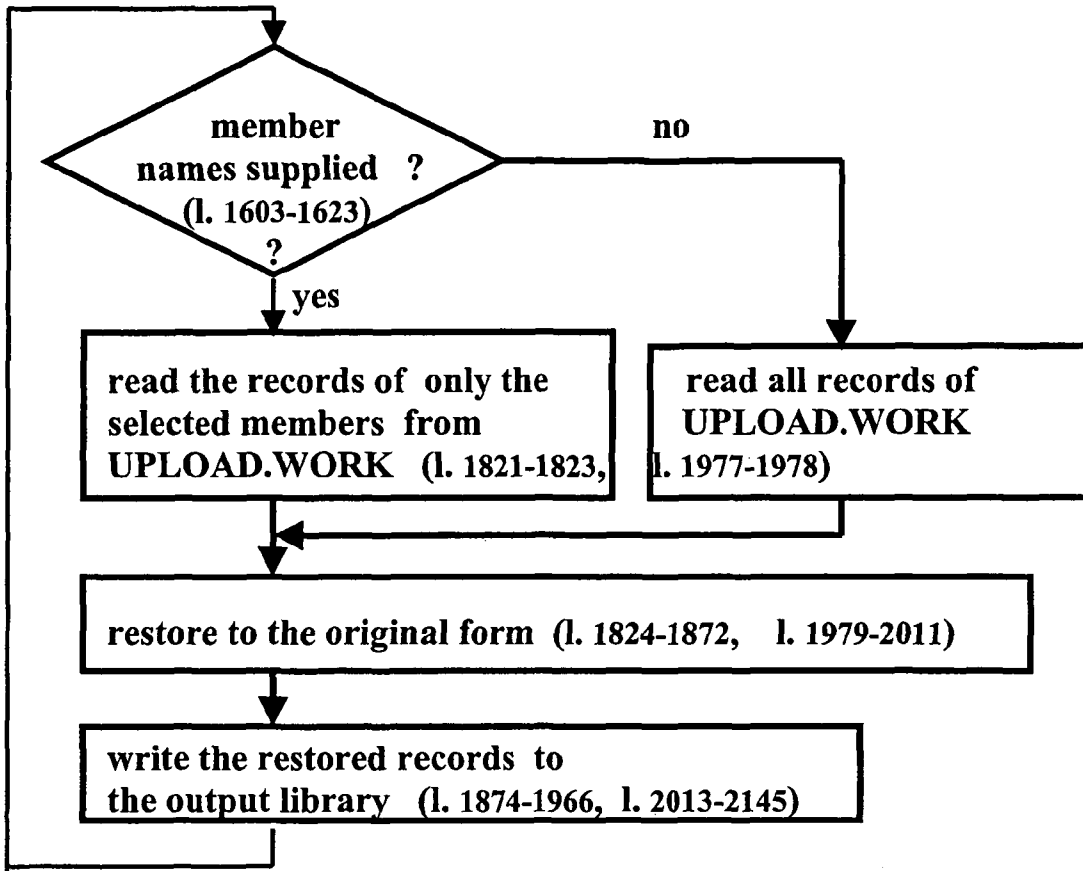 member
names supplied ?
(l. 1603-1623)
?
no
yes
read the records of only the
selected members from
UPLOAD.WORK (l. 1821-1823,
read all records of
UPLOAD.WORK
l. 1977-1978)
restore to the original form (l. 1824-1872, l. 1979-2011)
write the restored records to
the output library (l. 1874-1966, l. 2013-2145)